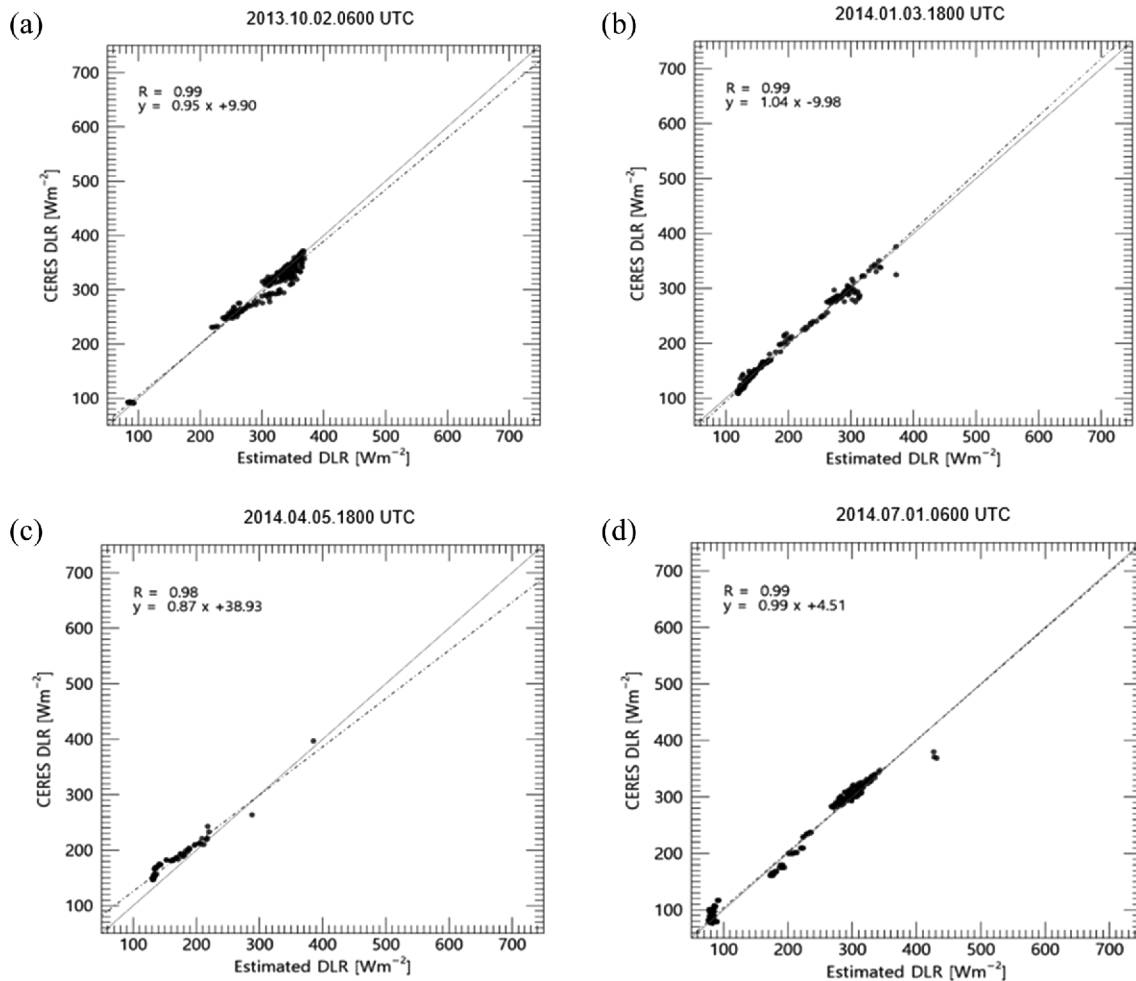 (a)
2013.10.02.0600 UTC
R = 0.99
y = 0.95 x +9.90
CERES DLR [Wm⁻²]
700
600
500
400
300
200
100
100 200 300 400 500 600 700
Estimated DLR [Wm⁻²]
(b)
2014.01.03.1800 UTC
R = 0.99
y = 1.04 x -9.98
CERES DLR [Wm⁻²]
700
600
500
400
300
200
100
100 200 300 400 500 600 700
Estimated DLR [Wm⁻²]
(c)
2014.04.05.1800 UTC
R = 0.98
y = 0.87 x +38.93
CERES DLR [Wm⁻²]
700
600
500
400
300
200
100
100 200 300 400 500 600 700
Estimated DLR [Wm⁻²]
(d)
2014.07.01.0600 UTC
R = 0.99
y = 0.99 x +4.51
CERES DLR [Wm⁻²]
700
600
500
400
300
200
100
100 200 300 400 500 600 700
Estimated DLR [Wm⁻²]